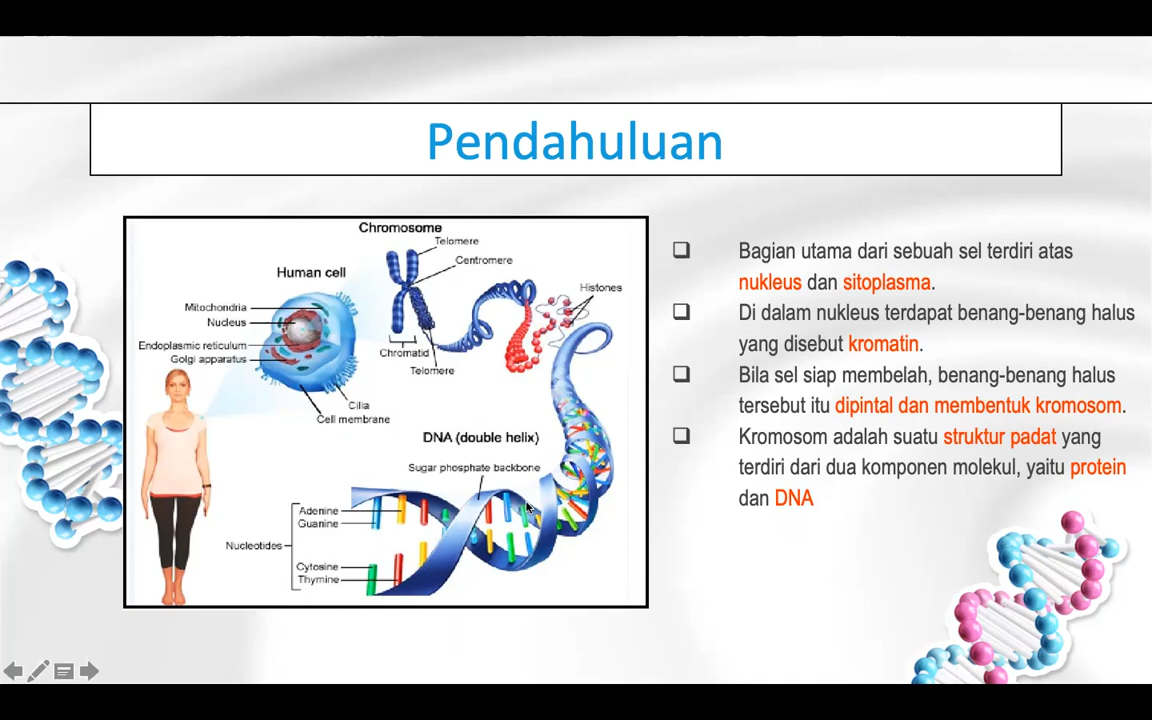 Pendahuluan
Chromosome
Telomere
Centromere
Human cell
Histones
Mitochondria
Nucleus
Endoplasmic reticulum
Golgi apparatus
Chromatid
Telomere
Cilia
Cell membrane
DNA (double helix)
Sugar phosphate backbone
Adenine
Guanine
Nucleotides
Cytosine
Thymine
Bagian utama dari sebuah sel terdiri atas
nukleus dan sitoplasma.
Di dalam nukleus terdapat benang-benang halus
yang disebut kromatin.
Bila sel siap membelah, benang-benang halus
tersebut itu dipintal dan membentuk kromosom.
Kromosom adalah suatu struktur padat yang
terdiri dari dua komponen molekul, yaitu protein
dan DNA